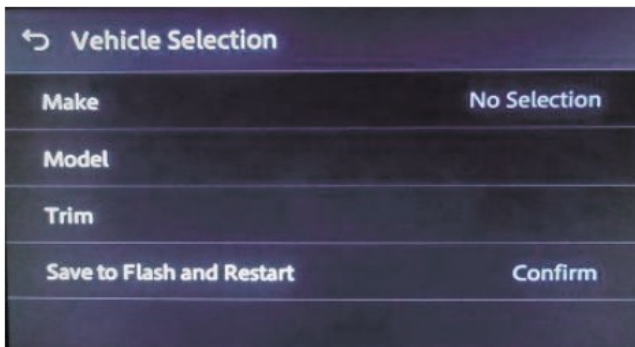 Vehicle Selection
Make No Selection
Model
Trim
Save to Flash and Restart Confirm